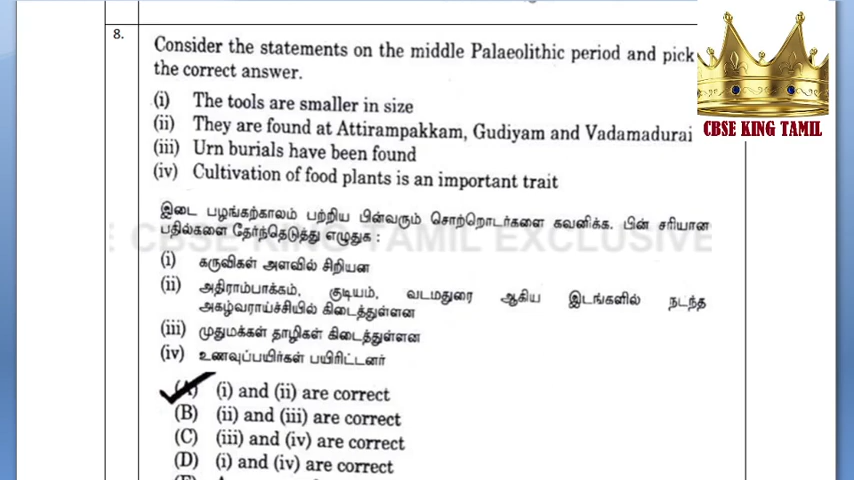 8.
Consider the statements on the middle Palaeolithic period and pick
the correct answer.
(i) The tools are smaller in size
(ii) They are found at Attirampakkam, Gudiyam and Vadamadurai
(iii) Urn burials have been found
(iv) Cultivation of food plants is an important trait
இடை பழங்கற்காலம் பற்றிய பின்வரும் சொற்றொடர்களை கவனிக்க. பின் சரியான
பதில்களை தேர்ந்தெடுத்து எழுதுக :
CBSE KING TAMIL EXCLUSIVE
(i) கருவிகள் அளவில் சிறியன
(ii) அதிராம்பாக்கம், குடியம், வடமதுரை ஆகிய இடங்களில் நடந்த
அகழ்வாராய்ச்சியில் கிடைத்துள்ளன
(iii) முதுமக்கள் தாழிகள் கிடைத்துள்ளன
(iv) உணவுப்பயிர்கள் பயிரிட்டனர்
(A) (i) and (ii) are correct
(B) (ii) and (iii) are correct
(C) (iii) and (iv) are correct
(D) (i) and (iv) are correct
CBSE KING TAMIL